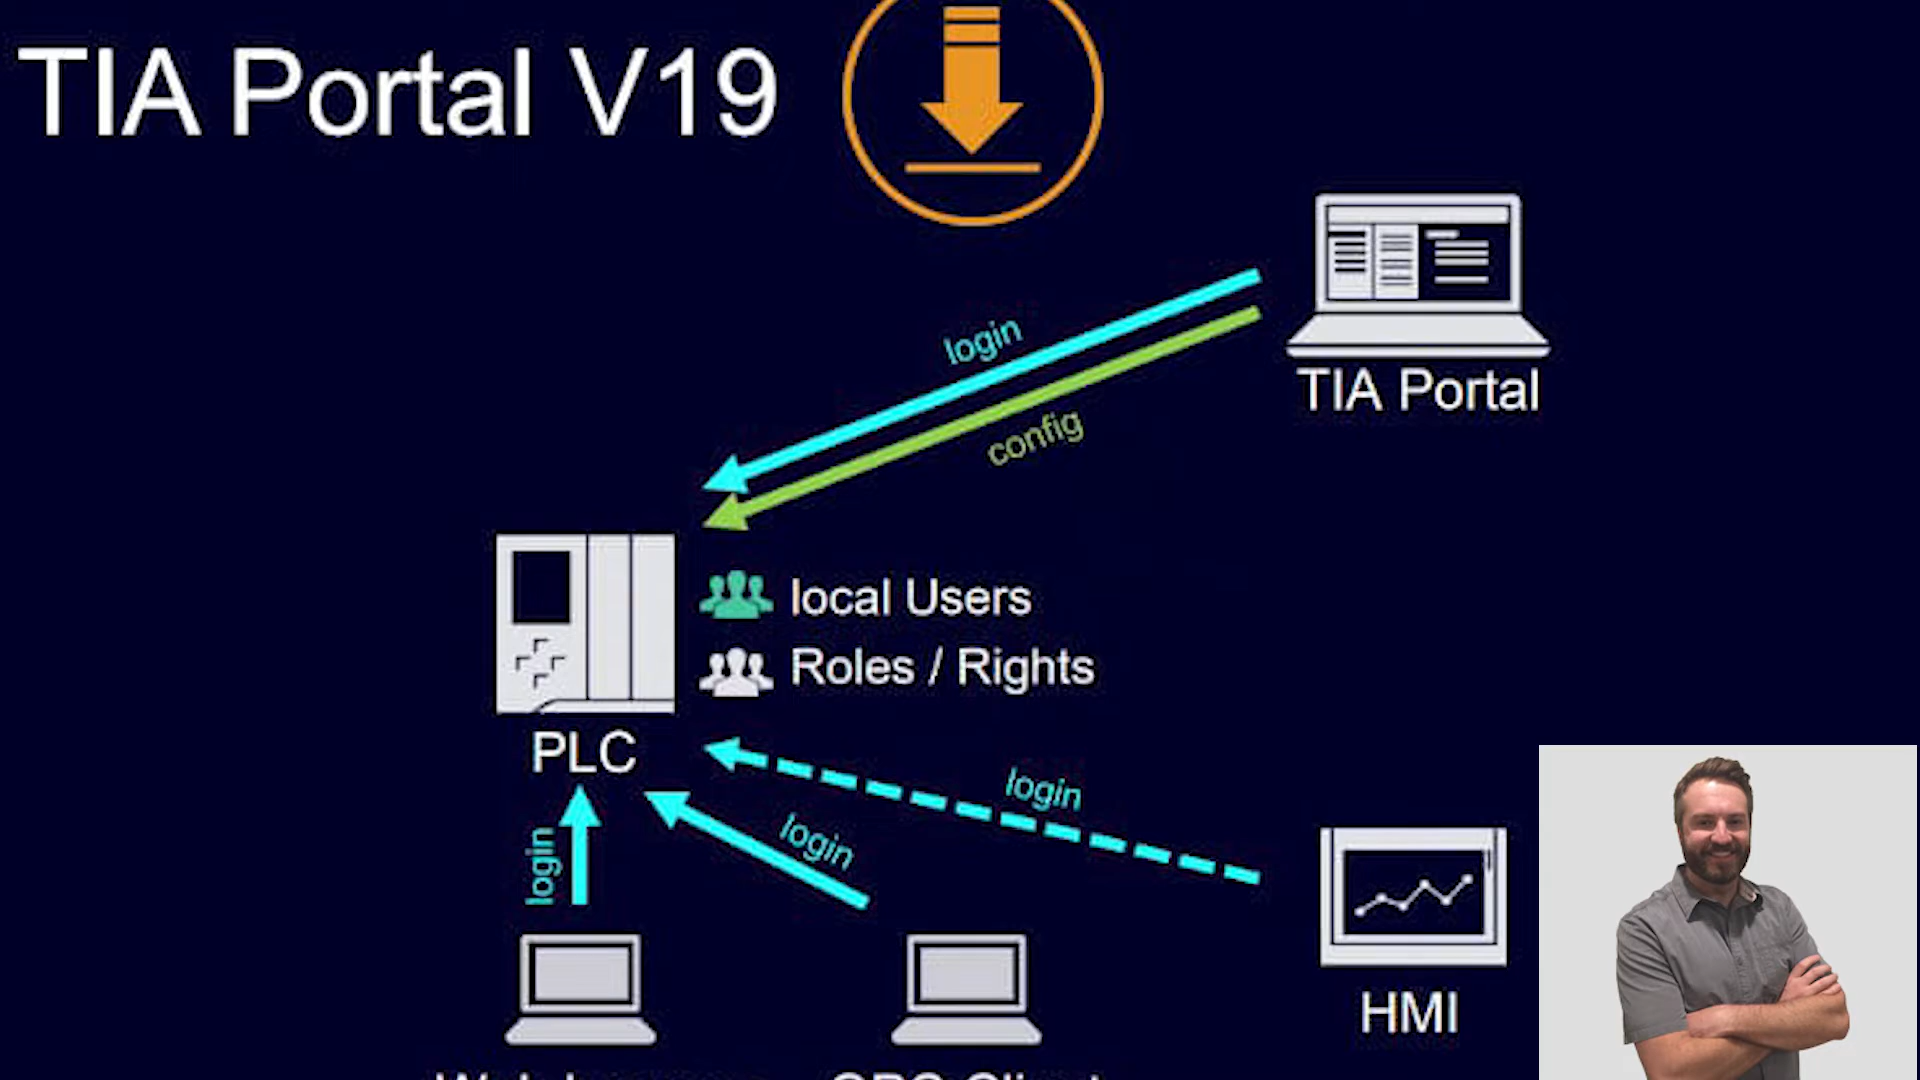 TIA Portal V19
login
config
TIA Portal
local Users
Roles / Rights
PLC
login
login
login
HMI